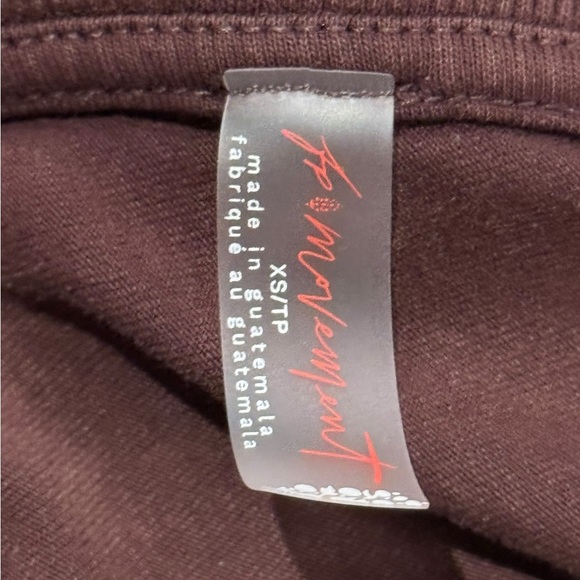 fp movement
XS/TP
made in guatemala
fabriqué au guatemala